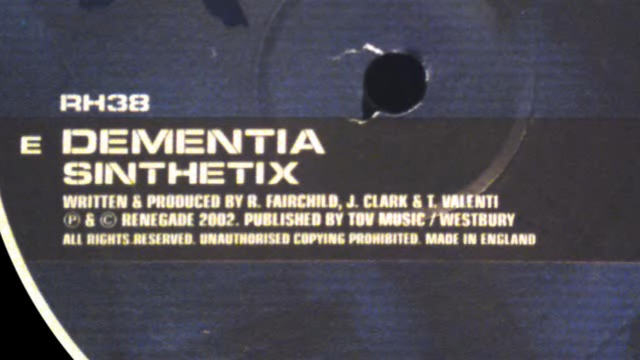 RH38
E DEMENTIA
SINTHETIX
WRITTEN & PRODUCED BY R. FAIRCHILD, J. CLARK & T. VALENTI
℗ & © RENEGADE 2002. PUBLISHED BY TOV MUSIC / WESTBURY
ALL RIGHTS RESERVED. UNAUTHORISED COPYING PROHIBITED. MADE IN ENGLAND